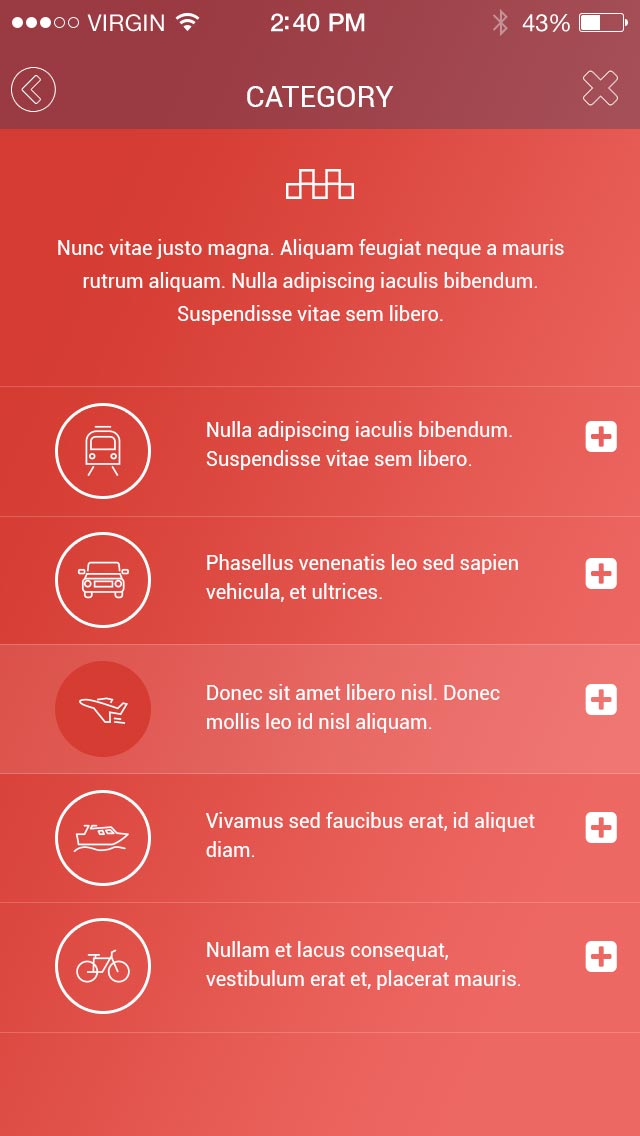 VIRGIN 2:40 PM 43%
CATEGORY
Nunc vitae justo magna. Aliquam feugiat neque a mauris
rutrum aliquam. Nulla adipiscing iaculis bibendum.
Suspendisse vitae sem libero.
Nulla adipiscing iaculis bibendum.
Suspendisse vitae sem libero.
Phasellus venenatis leo sed sapien
vehicula, et ultrices.
Donec sit amet libero nisl. Donec
mollis leo id nisl aliquam.
Vivamus sed faucibus erat, id aliquet
diam.
Nullam et lacus consequat,
vestibulum erat et, placerat mauris.